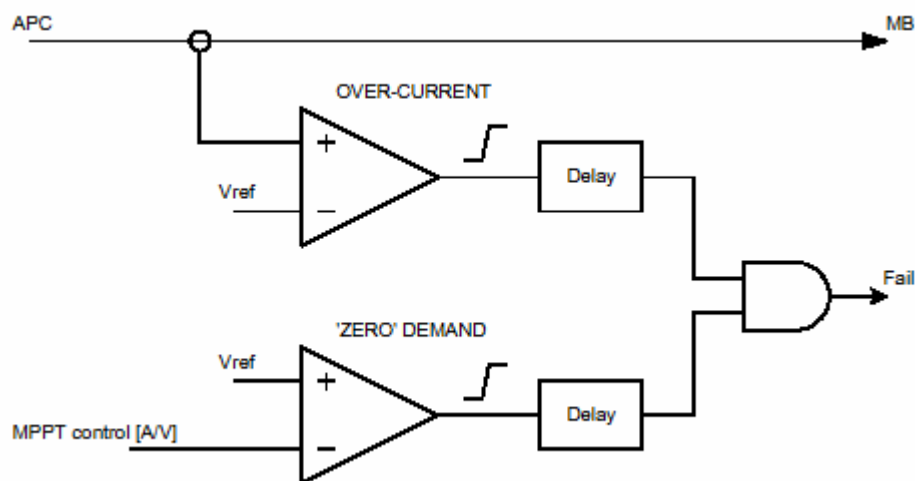 APC
MB
OVER-CURRENT
+
Delay
Vref
−
Fail
'ZERO' DEMAND
Vref
+
Delay
MPPT control [A/V]
−